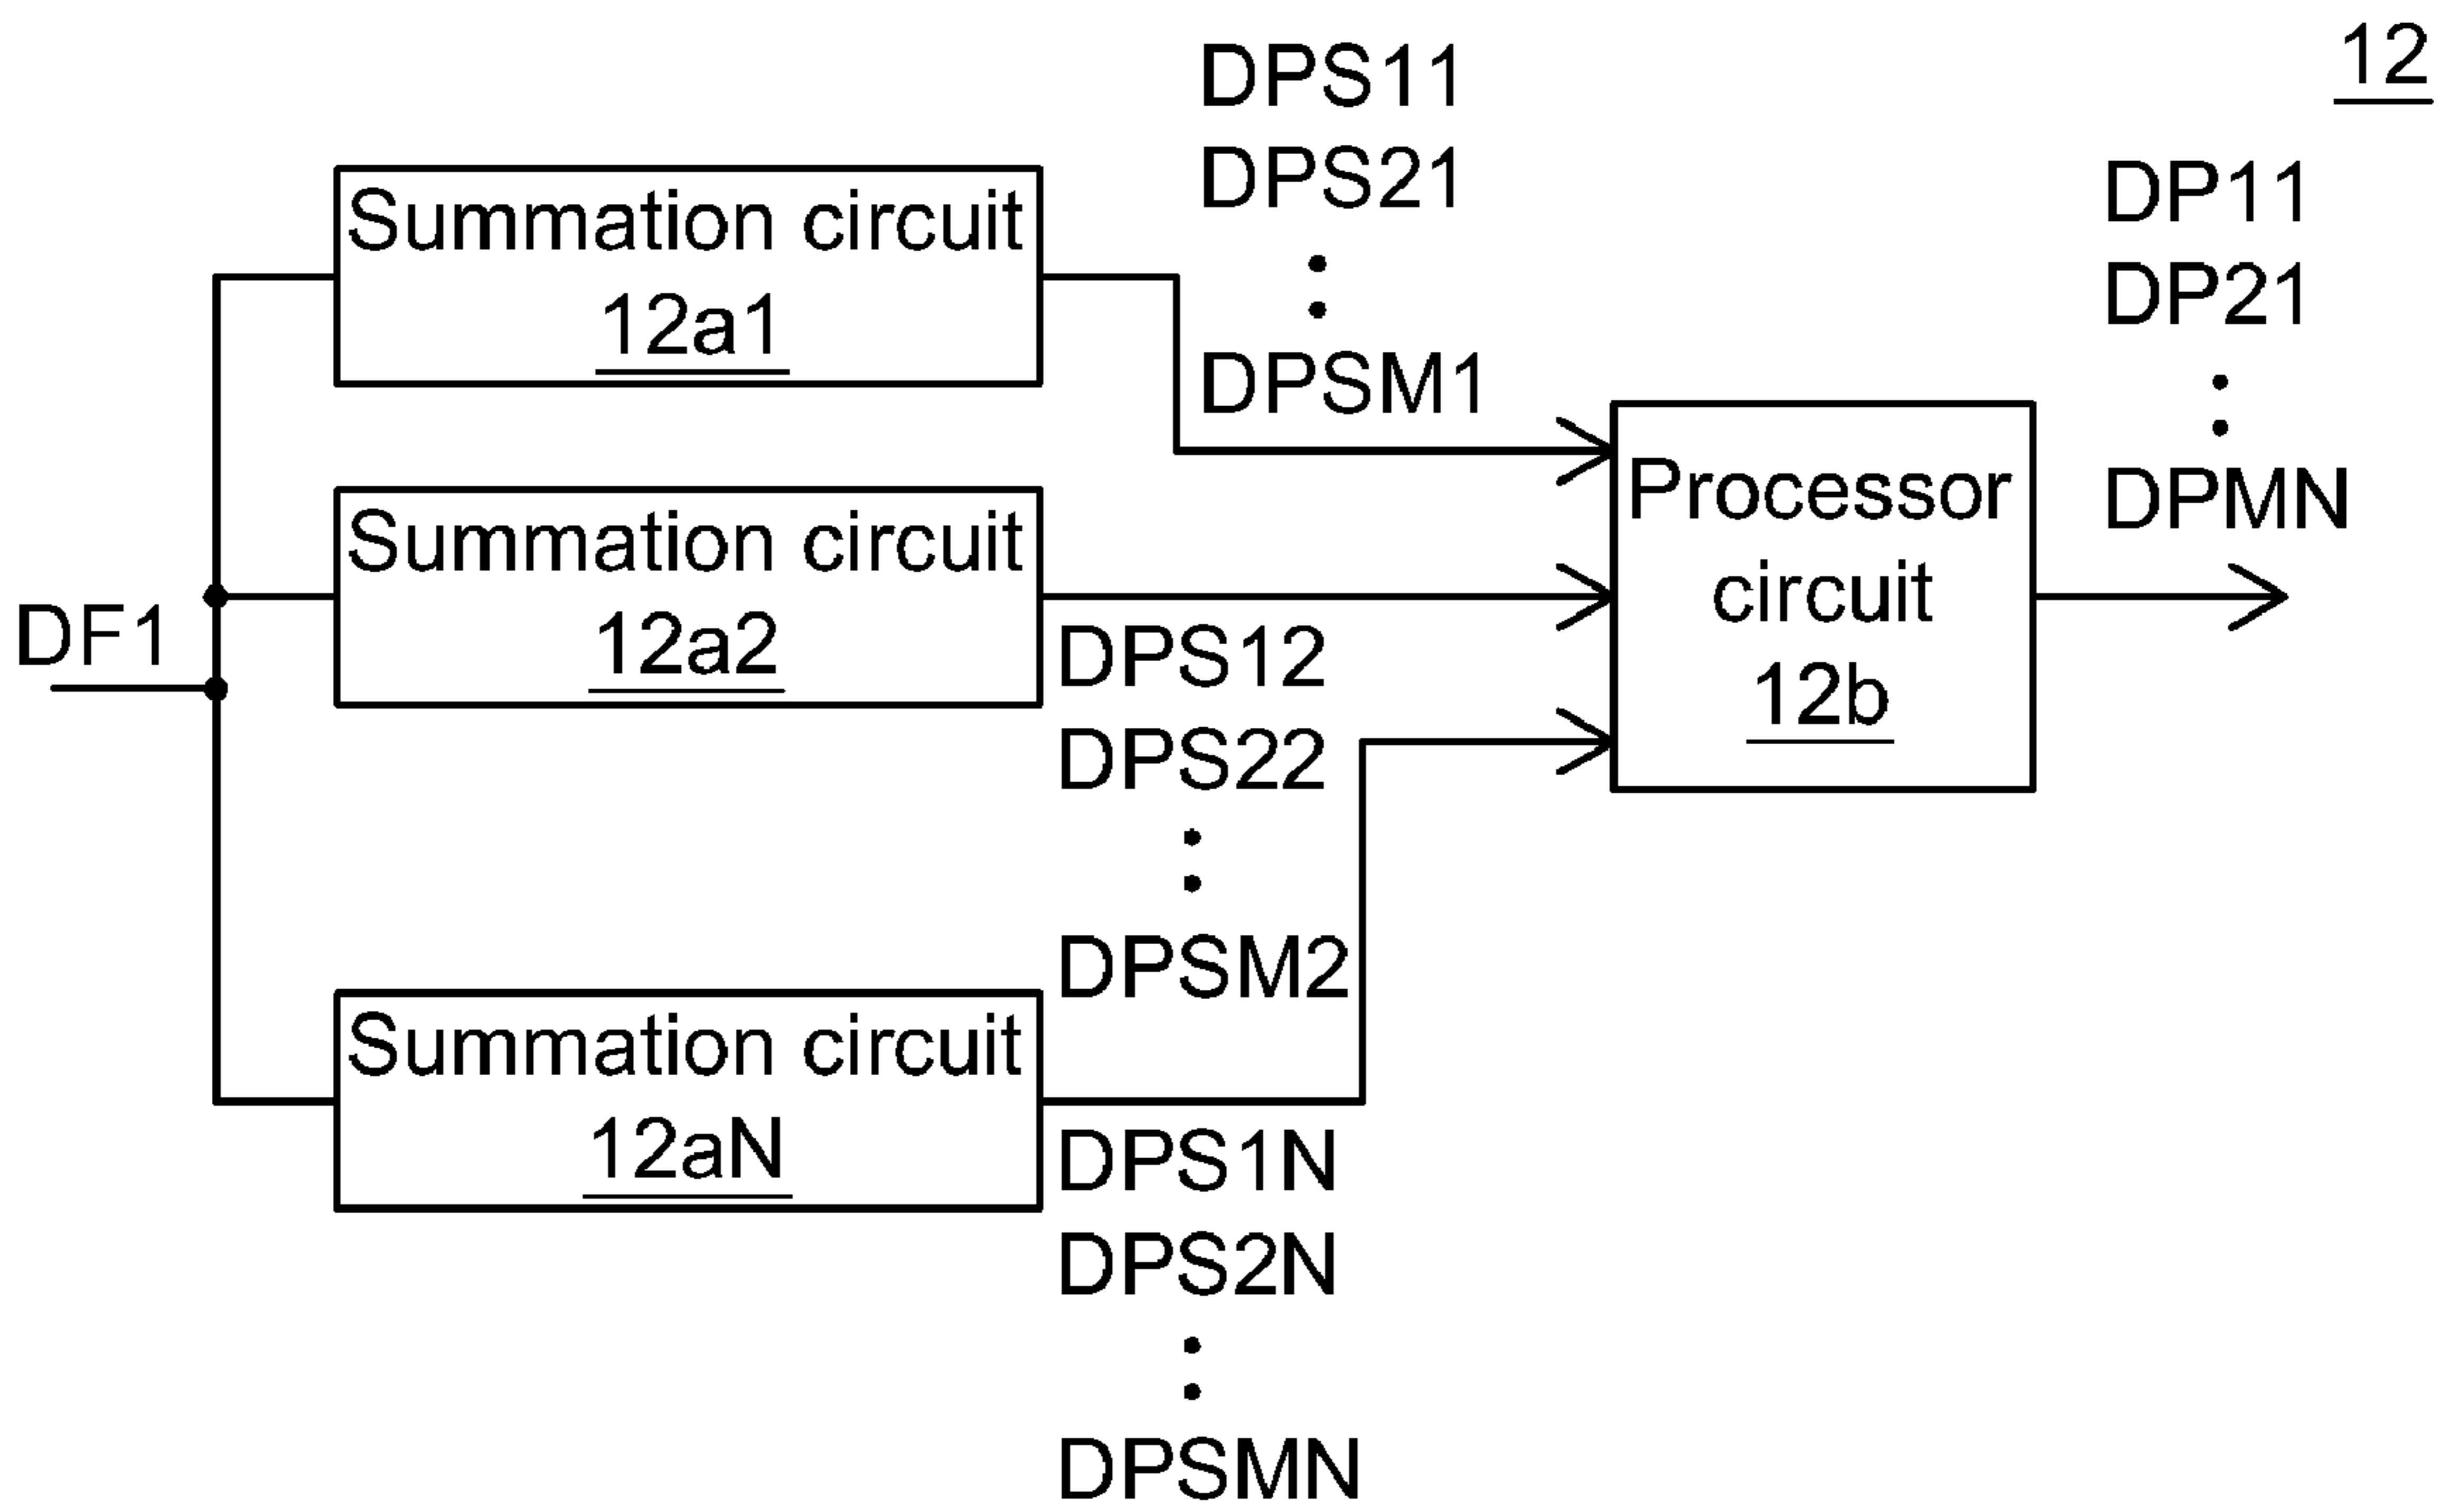 12
DPS11
DPS21
DPSM1
DP11
DP21
DPMN
Summation circuit
12a1
Summation circuit
12a2
DF1
Processor
circuit
12b
DPS12
DPS22
DPSM2
Summation circuit
12aN
DPS1N
DPS2N
DPSMN